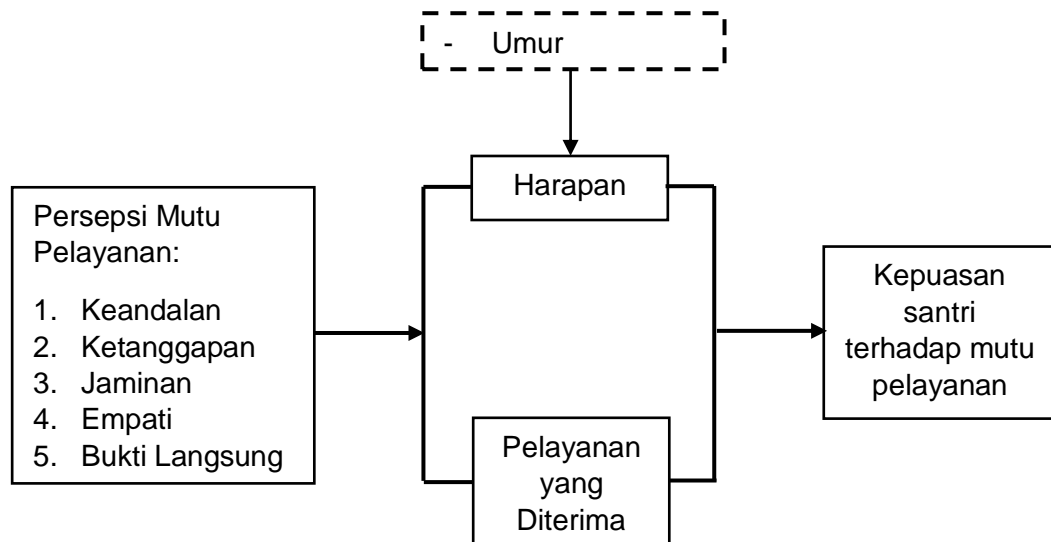 - Umur
Harapan
Persepsi Mutu
Pelayanan:
1. Keandalan
2. Ketanggapan
3. Jaminan
4. Empati
5. Bukti Langsung
Pelayanan
yang
Diterima
Kepuasan
santri
terhadap mutu
pelayanan